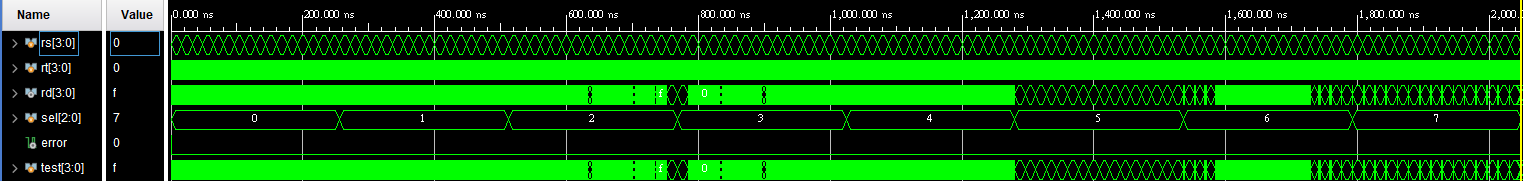 Name Value 0.000 ns 200.000 ns 400.000 ns 600.000 ns 800.000 ns 1,000.000 ns 1,200.000 ns 1,400.000 ns 1,600.000 ns 1,800.000 ns 2,000.
rs[3:0] 0
rt[3:0] 0
rd[3:0] f f 0
sel[2:0] 7 0 1 2 3 4 5 6 7
error 0
test[3:0] f f 0